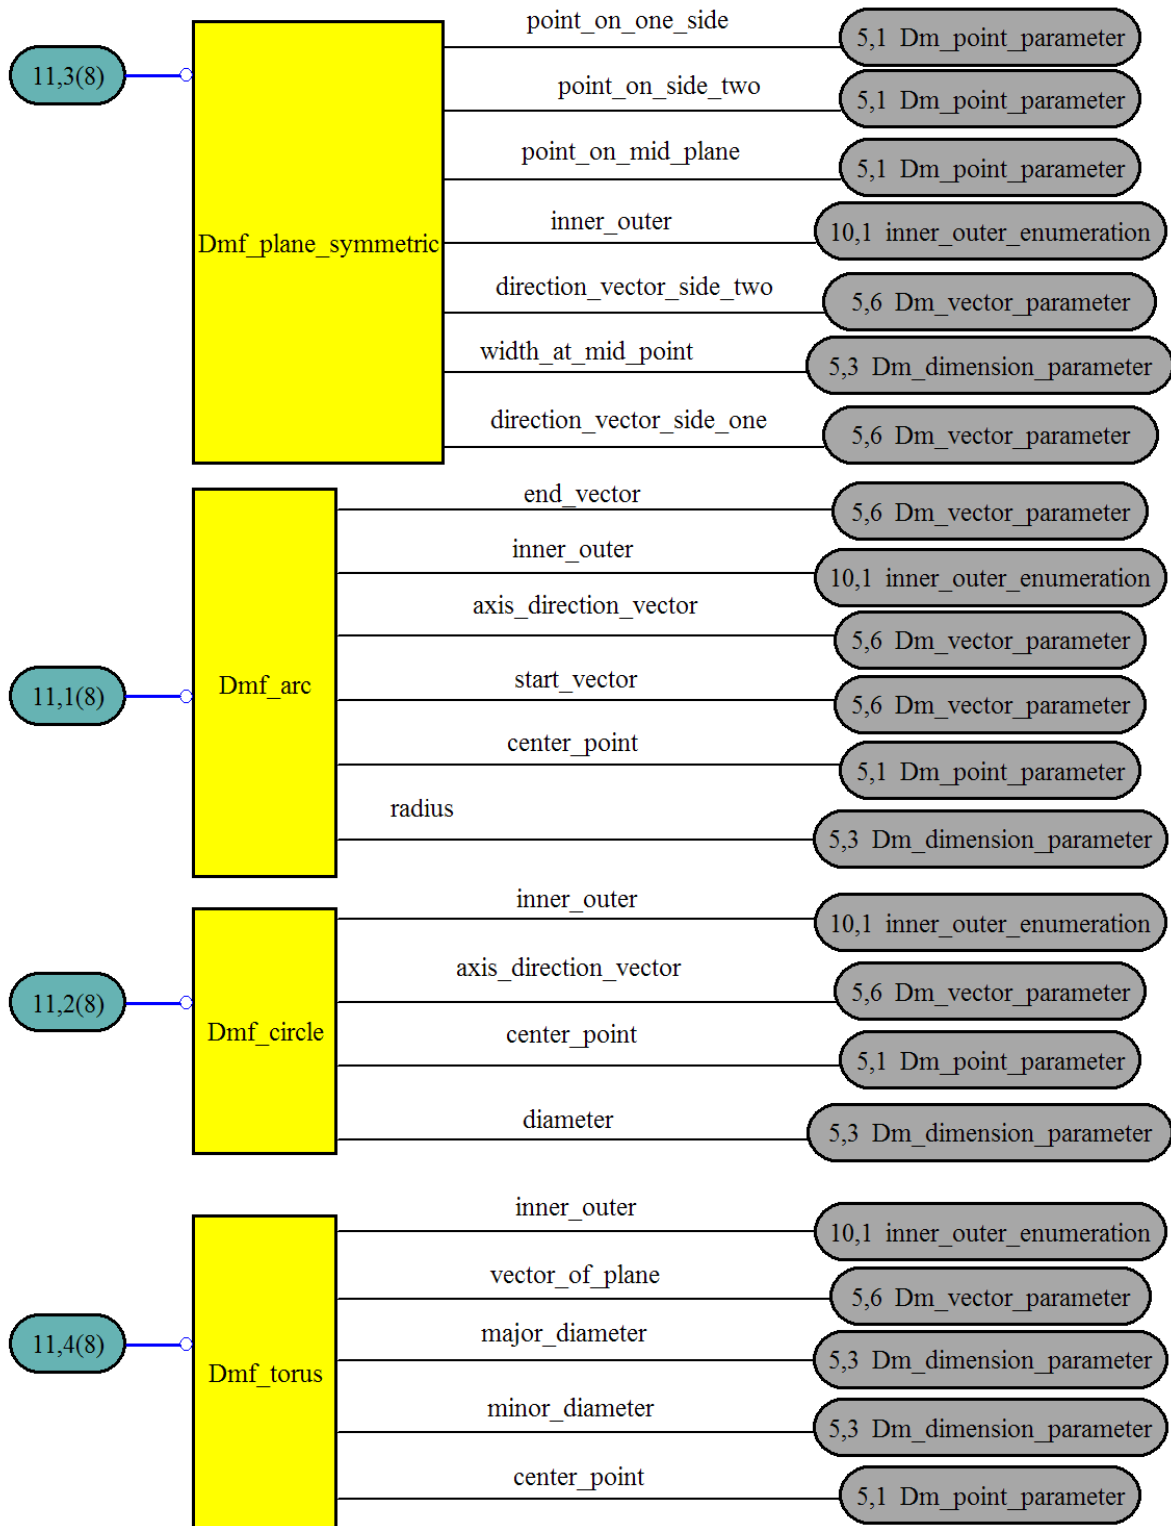 point_on_one_side
5,1 Dm_point_parameter
11,3(8)
point_on_side_two
5,1 Dm_point_parameter
point_on_mid_plane
5,1 Dm_point_parameter
inner_outer
10,1 inner_outer_enumeration
Dmf_plane_symmetric
direction_vector_side_two
5,6 Dm_vector_parameter
width_at_mid_point
5,3 Dm_dimension_parameter
direction_vector_side_one
5,6 Dm_vector_parameter
end_vector
5,6 Dm_vector_parameter
inner_outer
10,1 inner_outer_enumeration
axis_direction_vector
5,6 Dm_vector_parameter
11,1(8)
Dmf_arc
start_vector
5,6 Dm_vector_parameter
center_point
5,1 Dm_point_parameter
radius
5,3 Dm_dimension_parameter
inner_outer
10,1 inner_outer_enumeration
axis_direction_vector
5,6 Dm_vector_parameter
11,2(8)
Dmf_circle
center_point
5,1 Dm_point_parameter
diameter
5,3 Dm_dimension_parameter
inner_outer
10,1 inner_outer_enumeration
vector_of_plane
5,6 Dm_vector_parameter
11,4(8)
major_diameter
5,3 Dm_dimension_parameter
Dmf_torus
minor_diameter
5,3 Dm_dimension_parameter
center_point
5,1 Dm_point_parameter